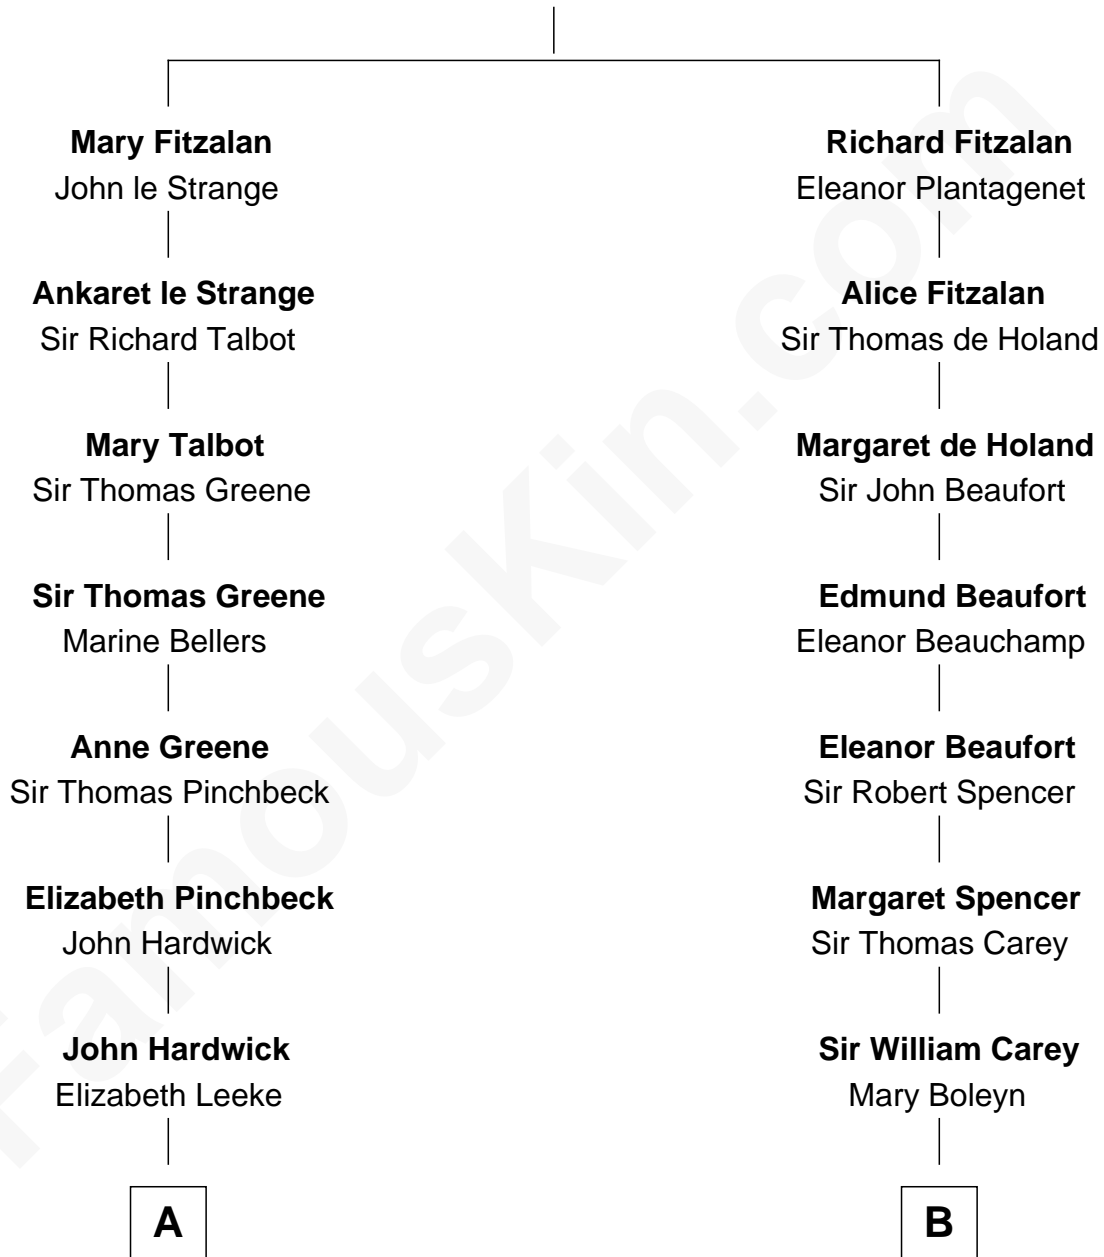 Mary Fitzalan
John le Strange
Ankaret le Strange
Sir Richard Talbot
Mary Talbot
Sir Thomas Greene
Sir Thomas Greene
Marine Bellers
Anne Greene
Sir Thomas Pinchbeck
Elizabeth Pinchbeck
John Hardwick
John Hardwick
Elizabeth Leeke
A
Richard Fitzalan
Eleanor Plantagenet
Alice Fitzalan
Sir Thomas de Holand
Margaret de Holand
Sir John Beaufort
Edmund Beaufort
Eleanor Beauchamp
Eleanor Beaufort
Sir Robert Spencer
Margaret Spencer
Sir Thomas Carey
Sir William Carey
Mary Boleyn
B
FamousKin.com